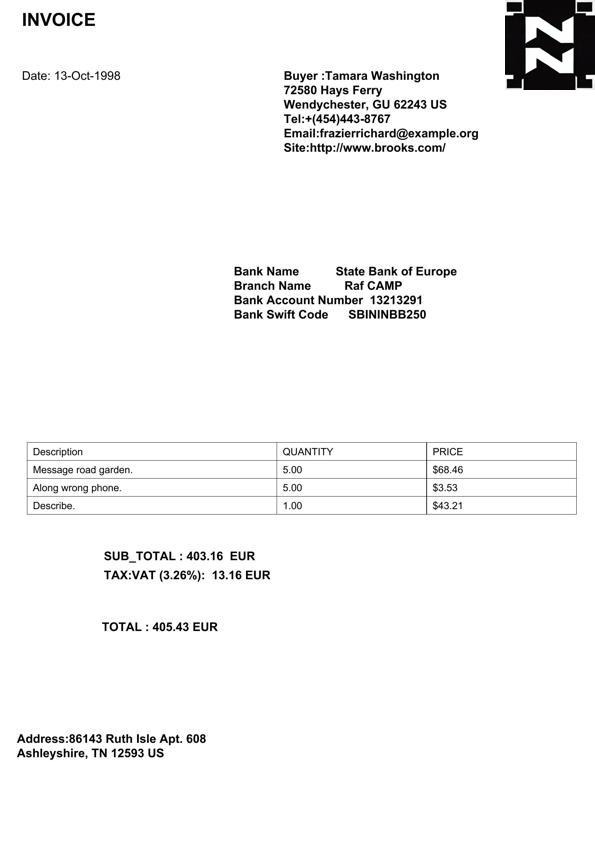 INVOICE
Date: 13-Oct-1998
Buyer :Tamara Washington
72580 Hays Ferry
Wendychester, GU 62243 US
Tel:+(454)443-8767
Email:frazierrichard@example.org
Site:http://www.brooks.com/
Bank Name State Bank of Europe
Branch Name Raf CAMP
Bank Account Number 13213291
Bank Swift Code SBININBB250
Description QUANTITY PRICE
Message road garden. 5.00 $68.46
Along wrong phone. 5.00 $3.53
Describe. 1.00 $43.21
SUB_TOTAL : 403.16 EUR
TAX:VAT (3.26%): 13.16 EUR
TOTAL : 405.43 EUR
Address:86143 Ruth Isle Apt. 608
Ashleyshire, TN 12593 US